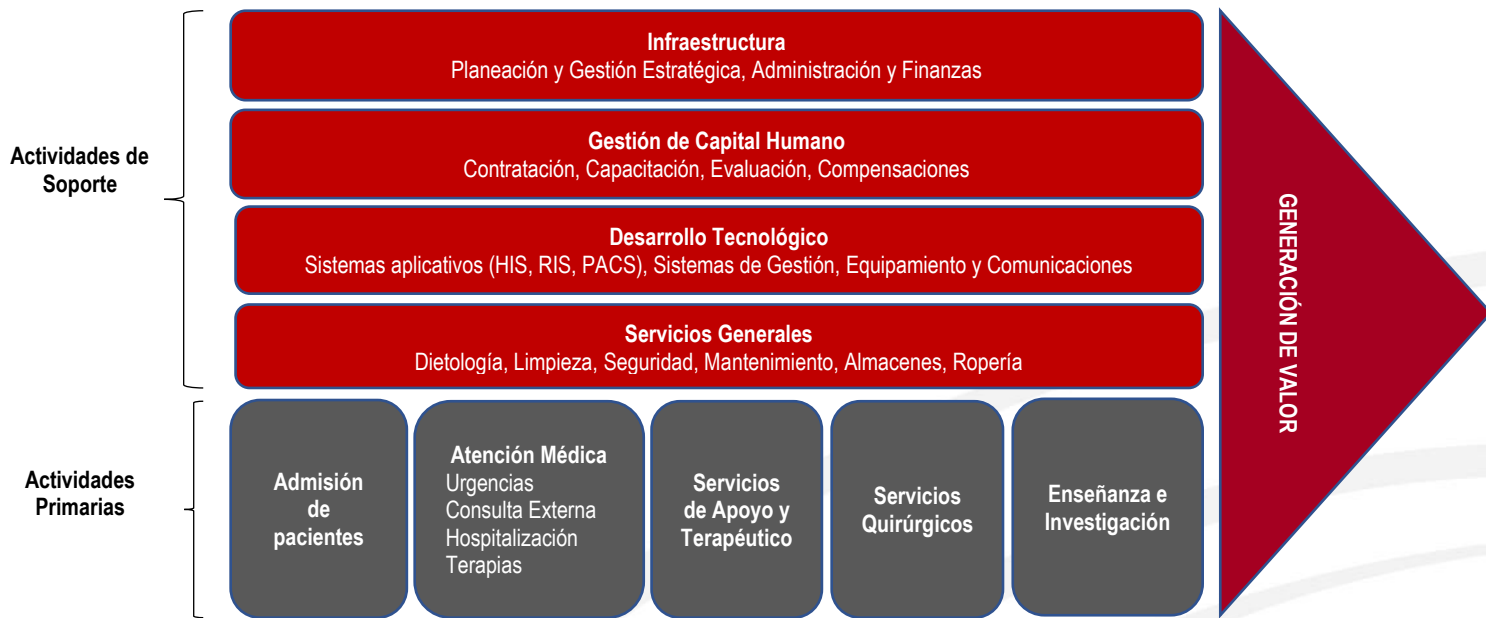 Actividades de
Soporte
Infraestructura
Planeación y Gestión Estratégica, Administración y Finanzas
Gestión de Capital Humano
Contratación, Capacitación, Evaluación, Compensaciones
Desarrollo Tecnológico
Sistemas aplicativos (HIS, RIS, PACS), Sistemas de Gestión, Equipamiento y Comunicaciones
Servicios Generales
Dietología, Limpieza, Seguridad, Mantenimiento, Almacenes, Ropería
Actividades
Primarias
Admisión
de
pacientes
Atención Médica
Urgencias
Consulta Externa
Hospitalización
Terapias
Servicios
de Apoyo y
Terapéutico
Servicios
Quirúrgicos
Enseñanza e
Investigación
GENERACIÓN DE VALOR